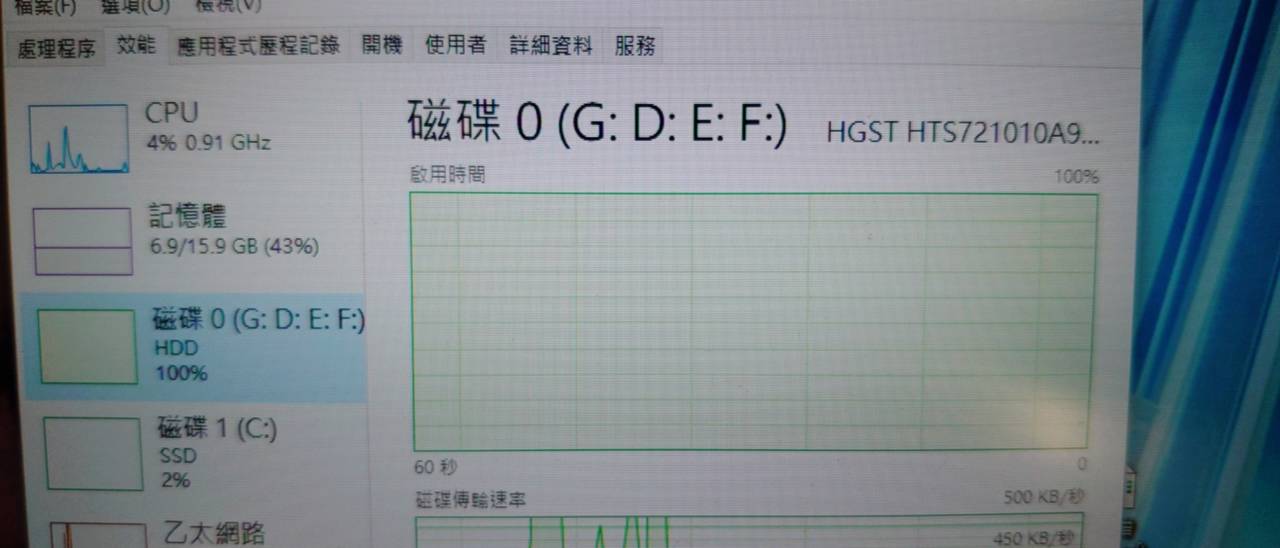 檔案(F) 選項(O) 檢視(V)
處理程序 效能 應用程式歷程記錄 開機 使用者 詳細資料 服務
CPU
4% 0.91 GHz
記憶體
6.9/15.9 GB (43%)
磁碟 0 (G: D: E: F:)
HDD
100%
磁碟 1 (C:)
SSD
2%
乙太網路
磁碟 0 (G: D: E: F:) HGST HTS721010A9...
啟用時間 100%
60 秒 0
磁碟傳輸速率 500 KB/秒
450 KB/秒